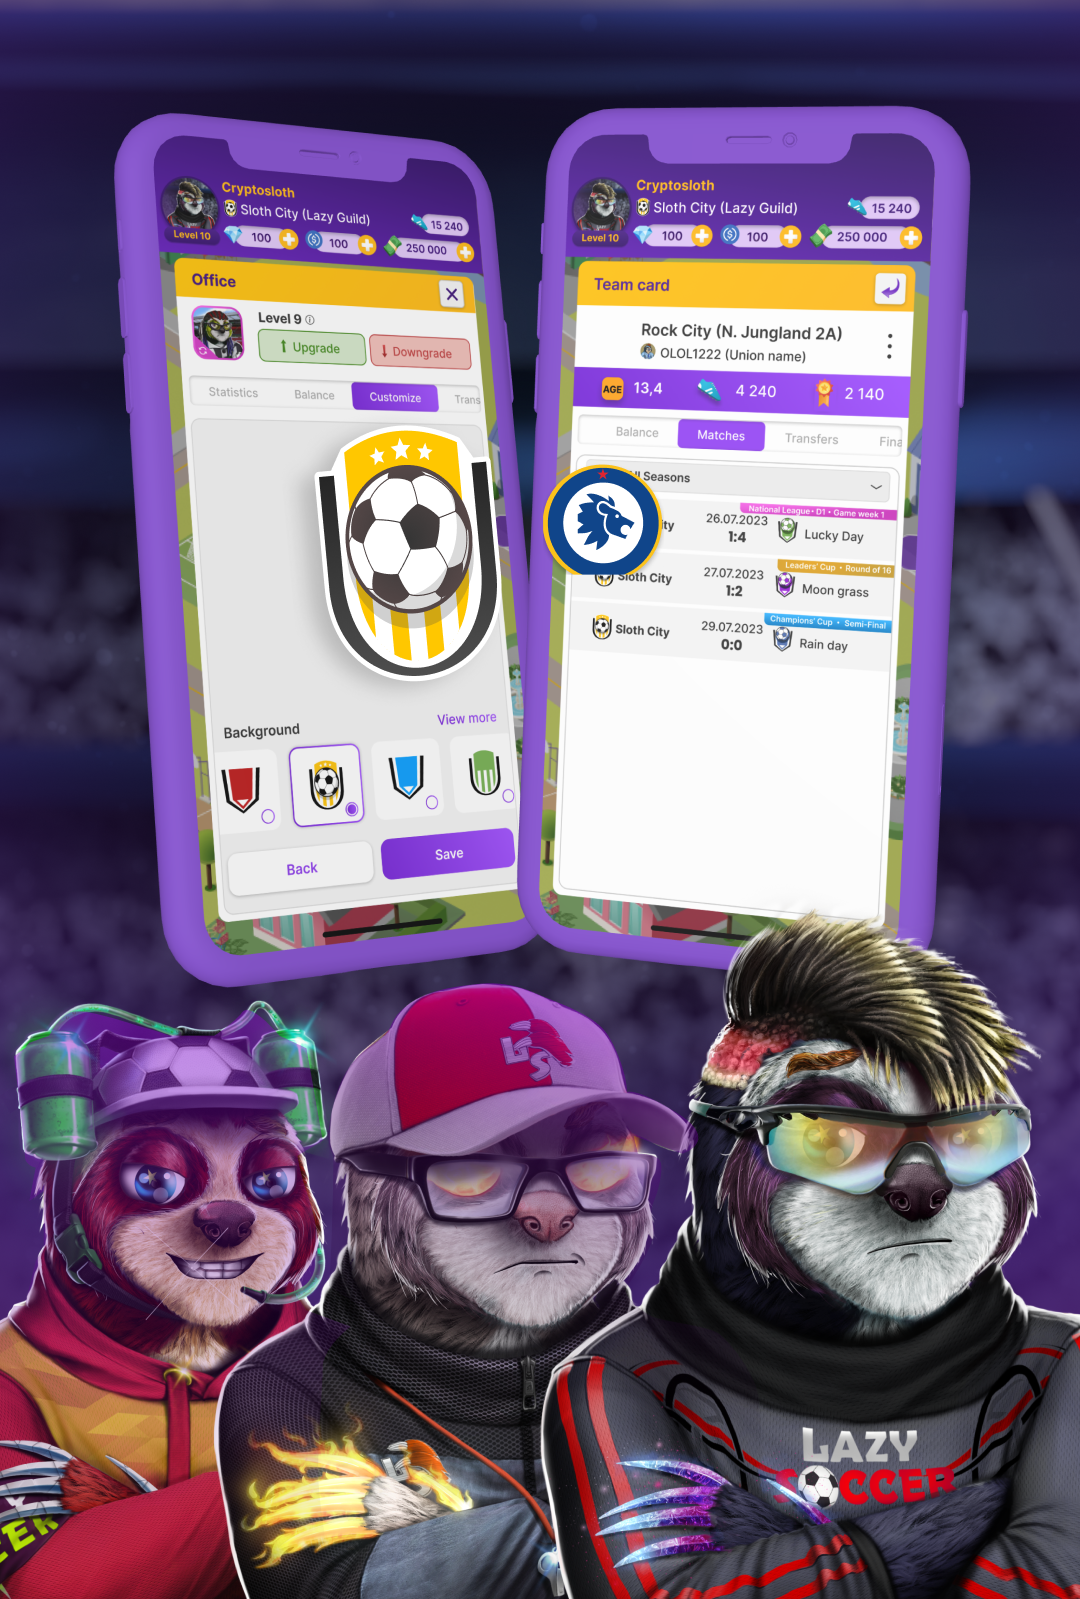 Cryptosloth
Sloth City (Lazy Guild)
Level 10
15 240
100
100
250 000
Office
Level 9
Upgrade
Downgrade
Statistics
Balance
Customize
Trans
Background
View more
Back
Save
Cryptosloth
Sloth City (Lazy Guild)
Level 10
15 240
100
100
250 000
Team card
Rock City (N. Jungland 2A)
OLOL1222 (Union name)
AGE
13,4
4 240
2 140
Balance
Matches
Transfers
Fina
Seasons
National League • D1 • Game week 1
26.07.2023
1:4
Lucky Day
Leaders' Cup • Round of 16
Sloth City
27.07.2023
1:2
Moon grass
Champions' Cup • Semi-Final
Sloth City
29.07.2023
0:0
Rain day
LS
LAZY
SOCCER
CER